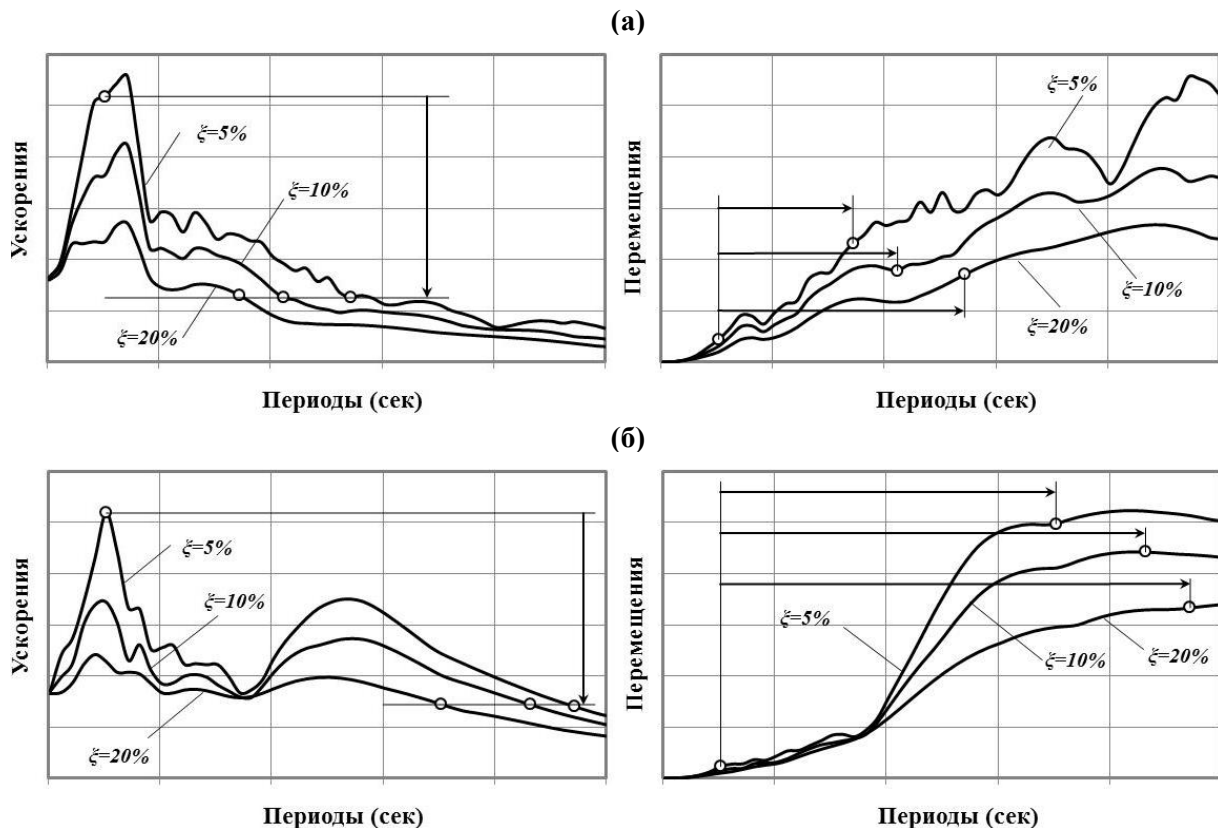 (а)
Ускорения
ξ=5%
ξ=10%
ξ=20%
Периоды (сек)
Перемещения
ξ=5%
ξ=10%
ξ=20%
Периоды (сек)
(б)
Ускорения
ξ=5%
ξ=10%
ξ=20%
Периоды (сек)
Перемещения
ξ=5%
ξ=10%
ξ=20%
Периоды (сек)